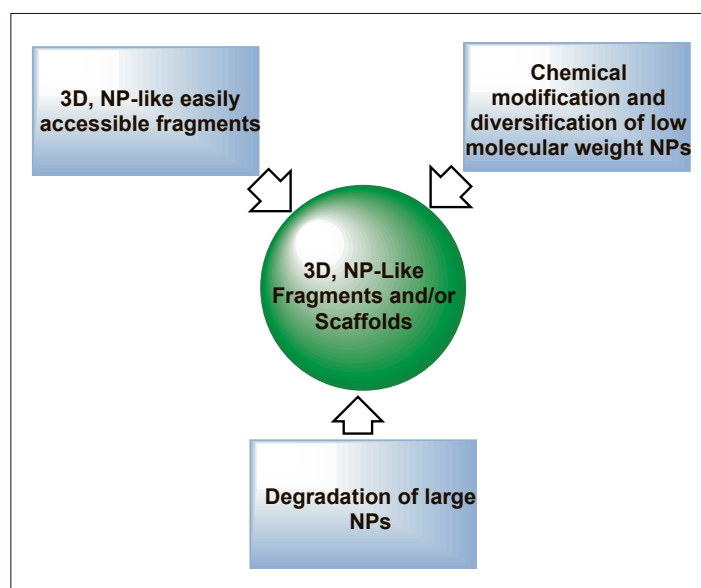 3D, NP-like easily
accessible fragments
Chemical
modification and
diversification of low
molecular weight NPs
3D, NP-Like
Fragments and/or
Scaffolds
Degradation of large
NPs